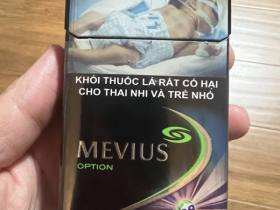 KHÓI THUỐC LÁ RẤT CÓ HẠI
CHO THAI NHI VÀ TRẺ NHỎ
MEVIUS
OPTION